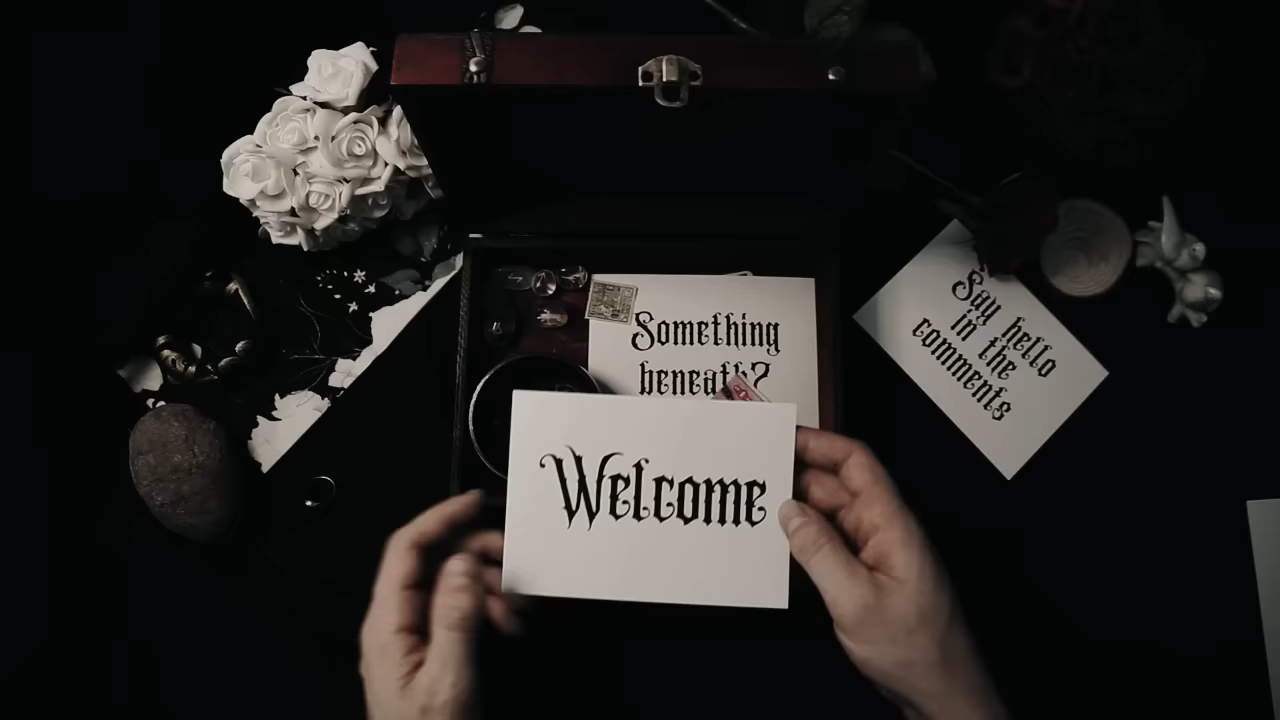 Something
beneath?
Welcome
Say hello
in the
comments